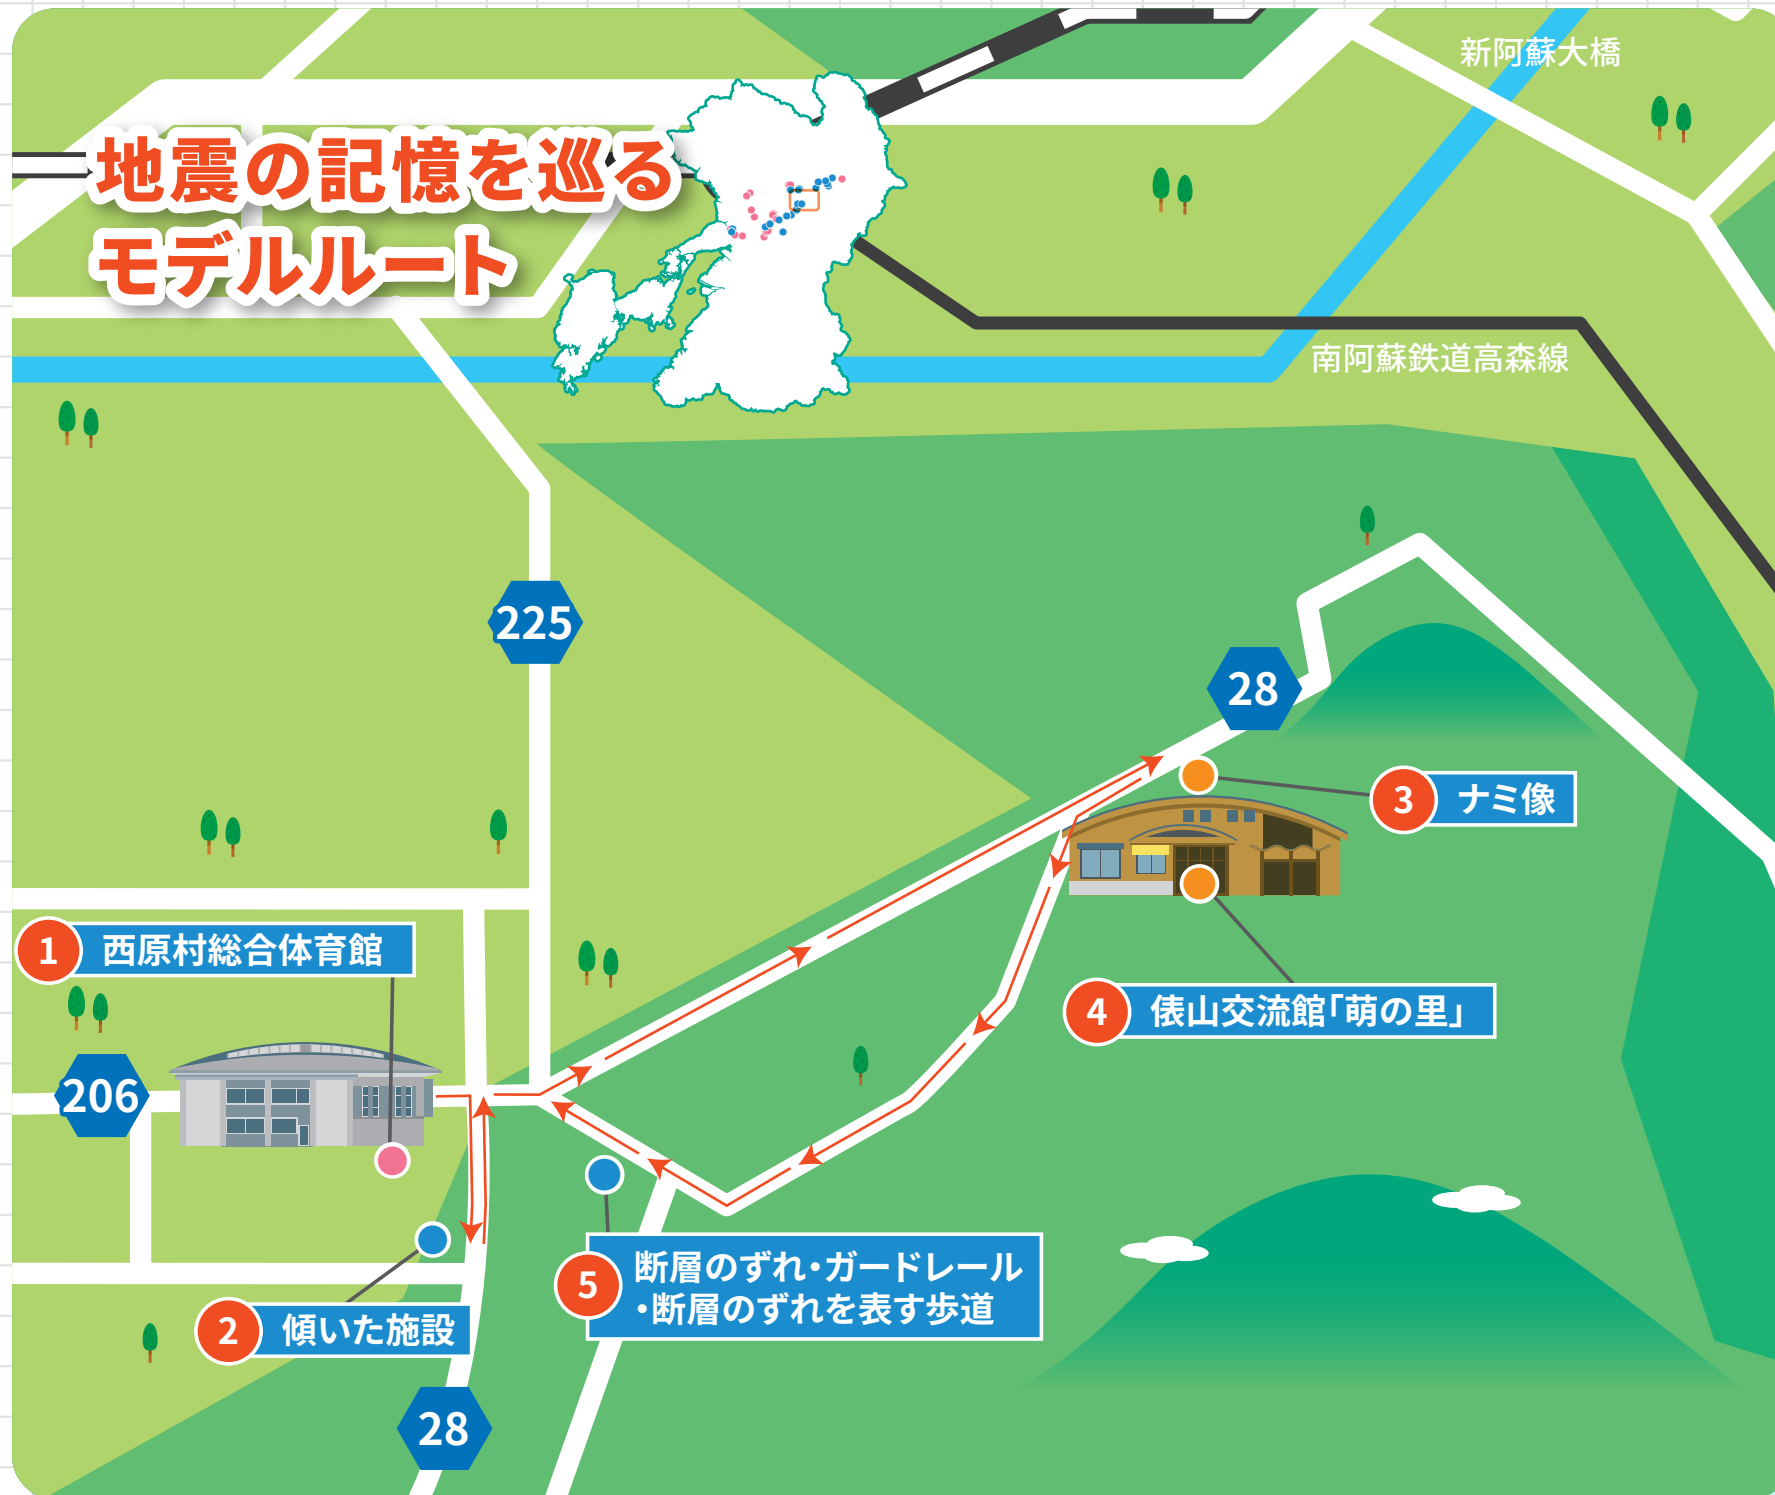 新阿蘇大橋
地震の記憶を巡る
モデルルート
南阿蘇鉄道高森線
225
28
3 ナミ像
1 西原村総合体育館
4 俵山交流館「萌の里」
206
5 断層のずれ・ガードレール
・断層のずれを表す歩道
2 傾いた施設
28